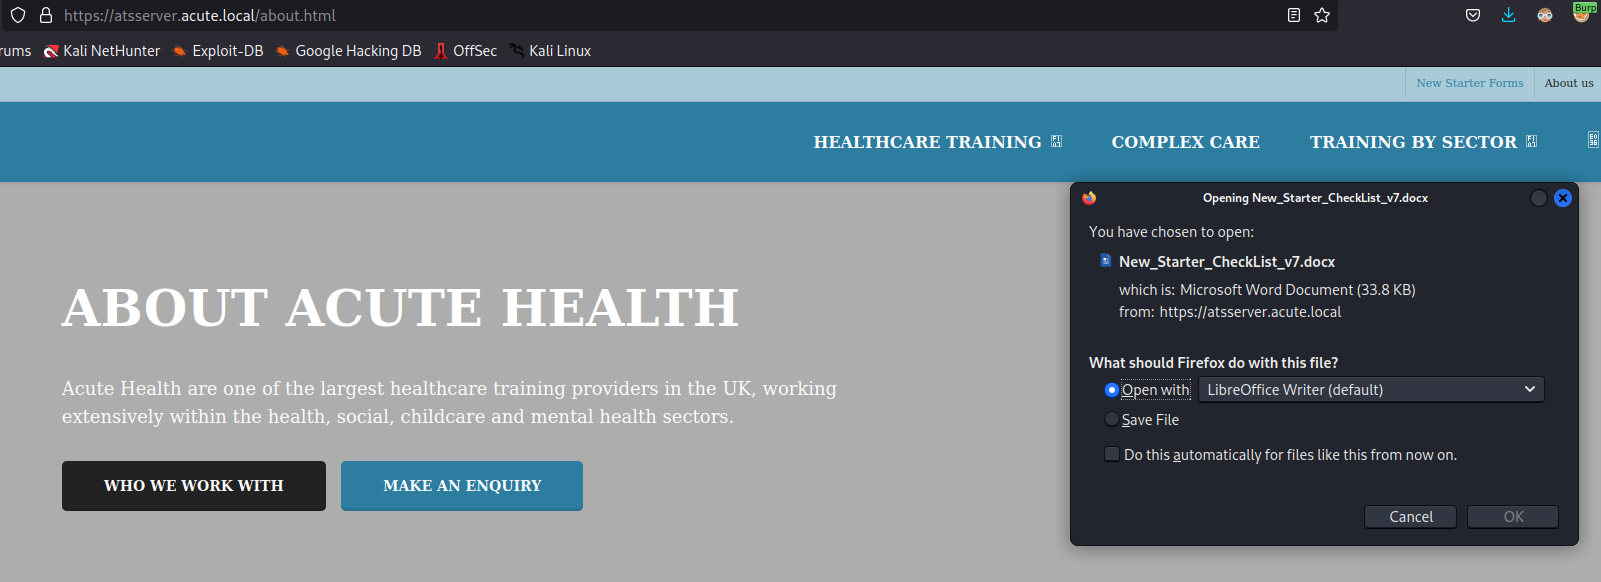 https://atsserver.acute.local/about.html
Burp
rums Kali NetHunter Exploit-DB Google Hacking DB OffSec Kali Linux
New Starter Forms About us
HEALTHCARE TRAINING COMPLEX CARE TRAINING BY SECTOR
Opening New_Starter_CheckList_v7.docx
You have chosen to open:
New_Starter_CheckList_v7.docx
which is: Microsoft Word Document (33.8 KB)
from: https://atsserver.acute.local
What should Firefox do with this file?
Open with LibreOffice Writer (default)
Save File
Do this automatically for files like this from now on.
Cancel OK
ABOUT ACUTE HEALTH
Acute Health are one of the largest healthcare training providers in the UK, working
extensively within the health, social, childcare and mental health sectors.
WHO WE WORK WITH MAKE AN ENQUIRY